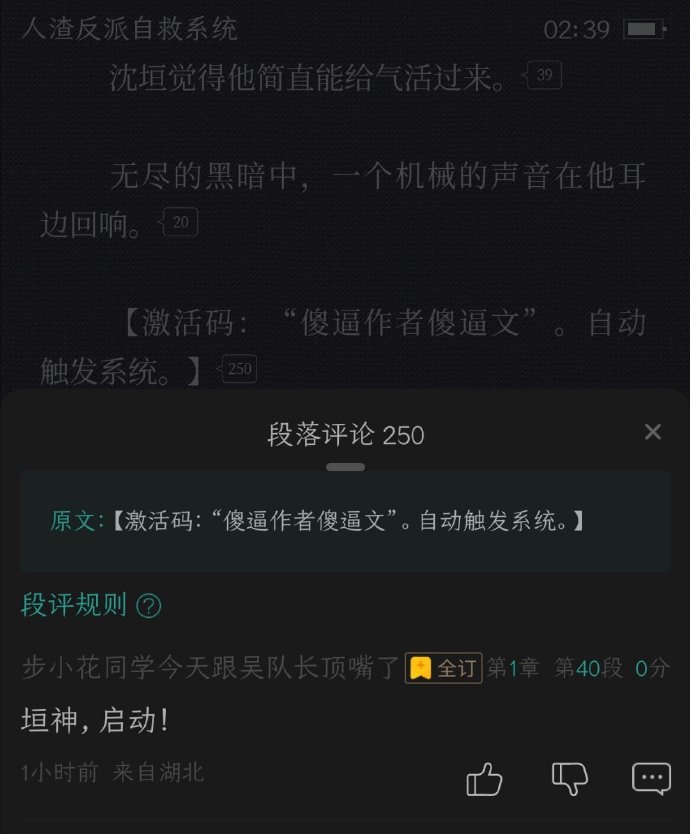 人渣反派自救系统 02:39
沈垣觉得他简直能给气活过来。 39
无尽的黑暗中，一个机械的声音在他耳
边回响。 20
【激活码：“傻逼作者傻逼文”。自动
触发系统。】 250
段落评论 250
原文：【激活码：“傻逼作者傻逼文”。自动触发系统。】
段评规则 ?
步小花同学今天跟吴队长顶嘴了 全订 第1章 第40段 0分
垣神，启动！
1小时前 来自湖北